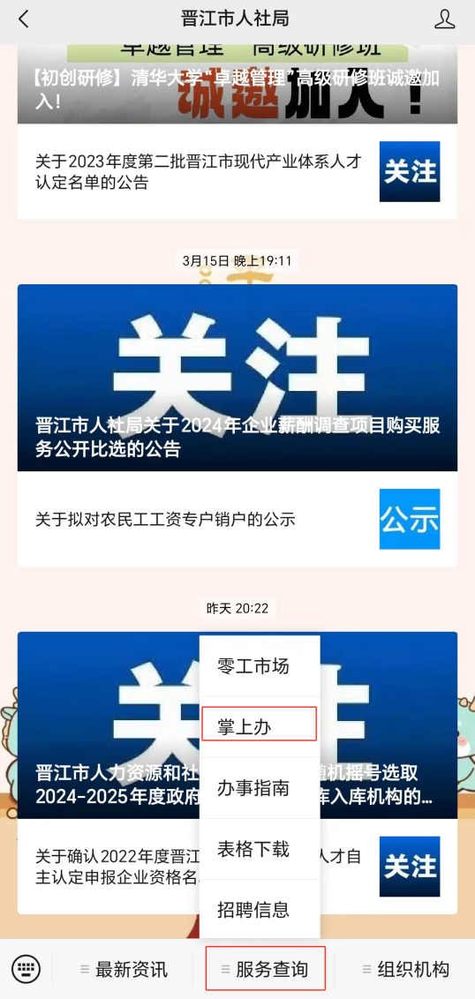 晋江市人社局
卓越管理 高级研修班
诚邀加入！
【初创研修】清华大学“卓越管理”高级研修班诚邀加
入！
关于2023年度第二批晋江市现代产业体系人才
认定名单的公告
关注
3月15日 晚上19:11
关注
晋江市人社局关于2024年企业薪酬调查项目购买服
务公开比选的公告
关于拟对农民工工资专户销户的公示
公示
昨天 20:22
关注
晋江市人力资源和社
随机摇号选取
2024-2025年度政府
库入库机构的...
关于确认2022年度晋江
人才自
主认定申报企业资格名
关注
零工市场
掌上办
办事指南
表格下载
招聘信息
最新资讯
服务查询
组织机构